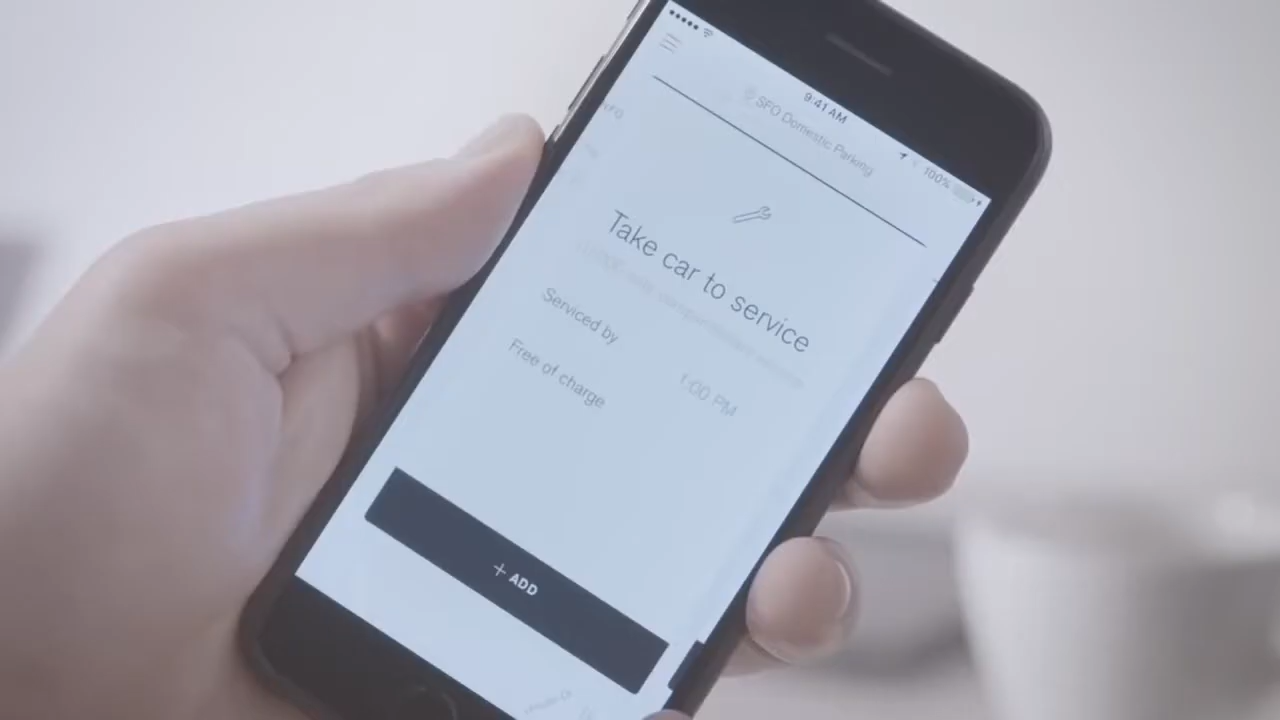 9:41 AM
100%
SFO Domestic Parking
Take car to service
Serviced by
1:00 PM
Free of charge
+ ADD